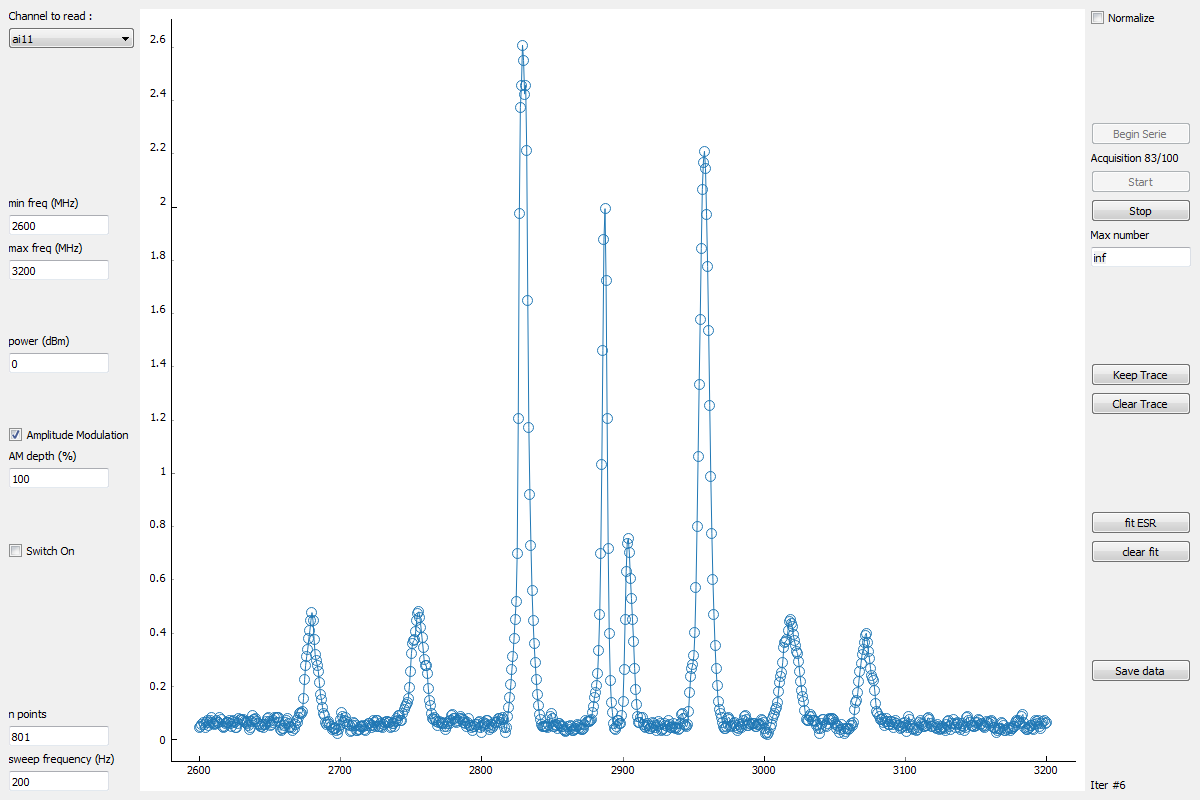 Channel to read :
ai11
min freq (MHz)
2600
max freq (MHz)
3200
power (dBm)
0
Amplitude Modulation
AM depth (%)
100
Switch On
n points
801
sweep frequency (Hz)
200
2.6
2.4
2.2
2
1.8
1.6
1.4
1.2
1
0.8
0.6
0.4
0.2
0
2600 2700 2800 2900 3000 3100 3200
Normalize
Begin Serie
Acquisition 83/100
Start
Stop
Max number
inf
Keep Trace
Clear Trace
fit ESR
clear fit
Save data
Iter #6